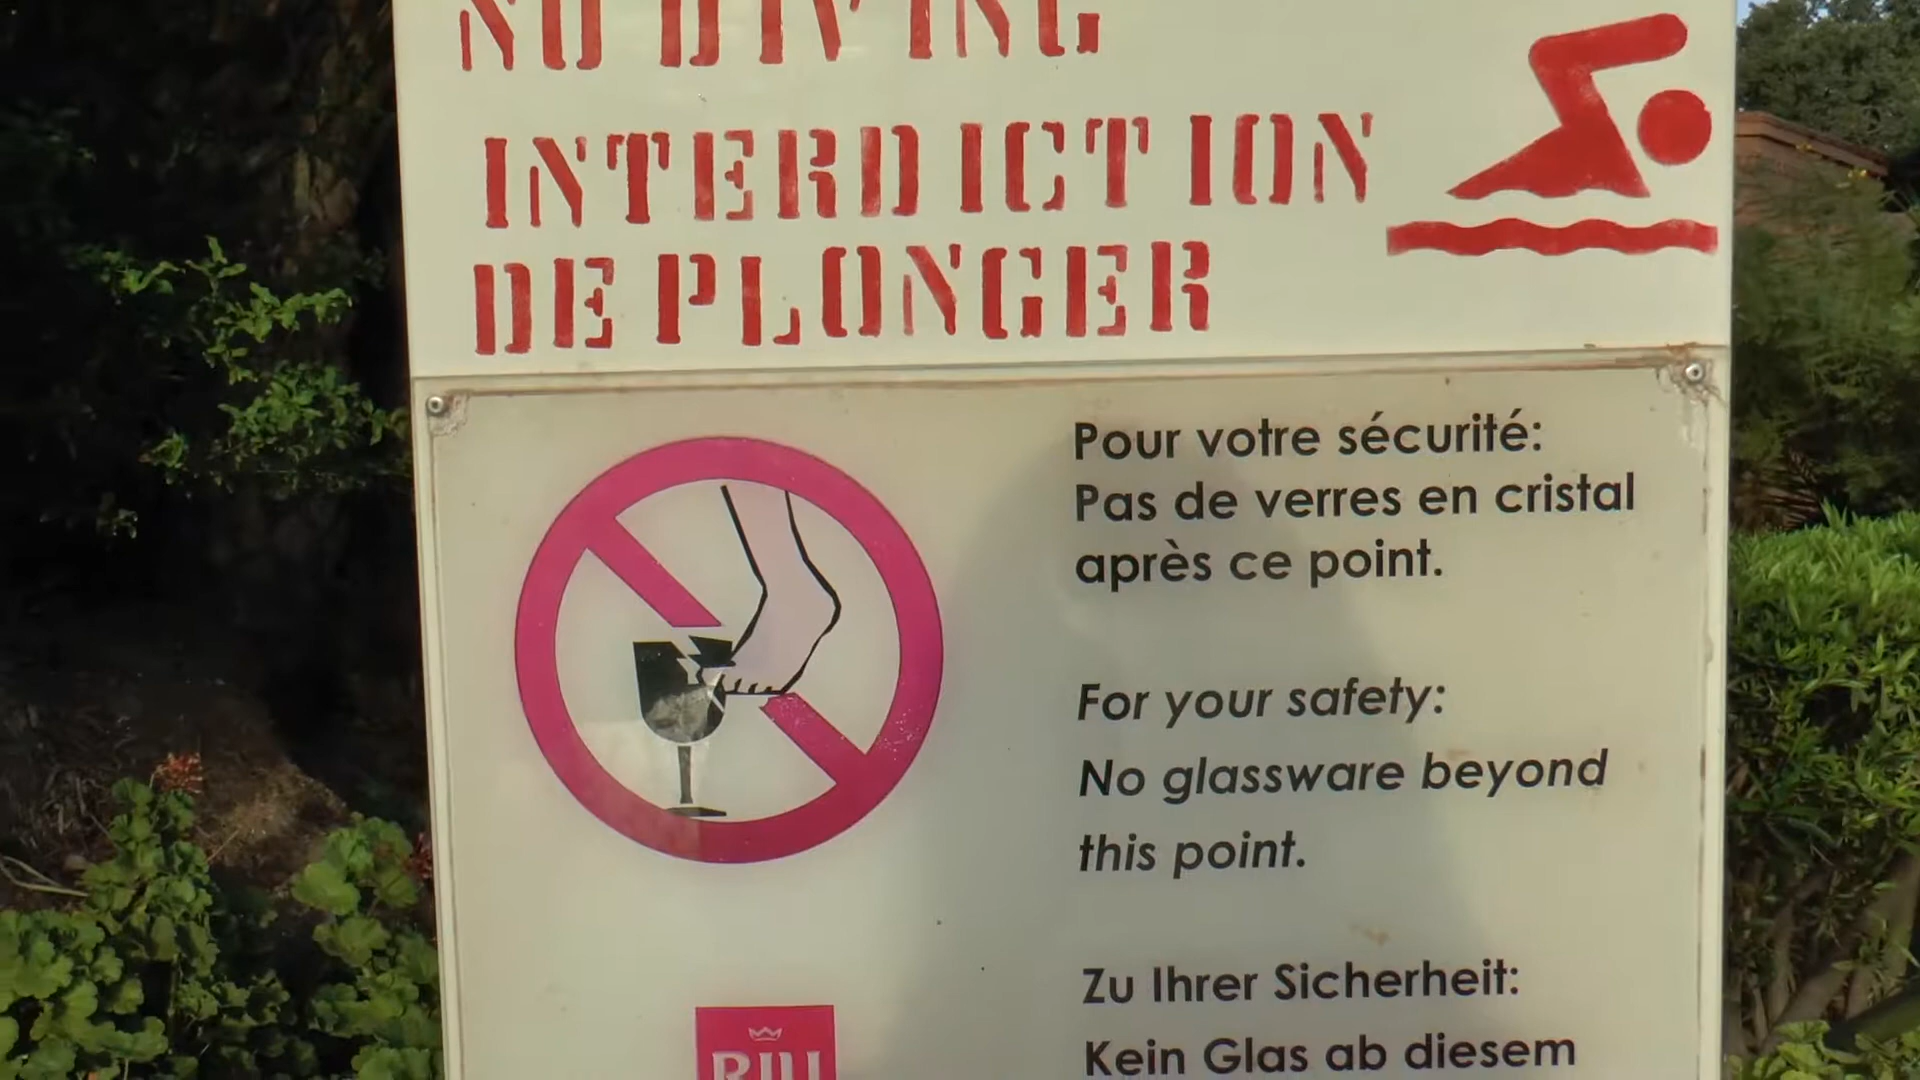 NO DIVING
INTERDICTION
DE PLONGER
Pour votre sécurité:
Pas de verres en cristal
après ce point.
For your safety:
No glassware beyond
this point.
Zu Ihrer Sicherheit:
Kein Glas ab diesem
RIU